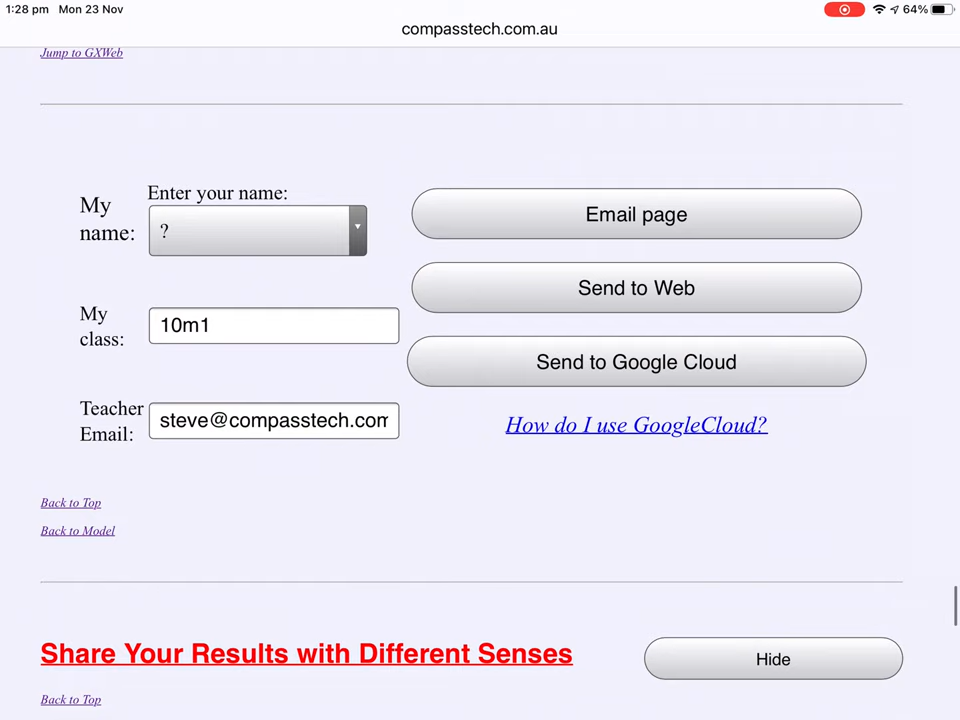 1:28 pm Mon 23 Nov
64%
compasstech.com.au
Jump to GXWeb
My name:
Enter your name:
?
Email page
Send to Web
My class:
10m1
Send to Google Cloud
Teacher Email:
steve@compasstech.com
How do I use GoogleCloud?
Back to Top
Back to Model
Share Your Results with Different Senses
Hide
Back to Top